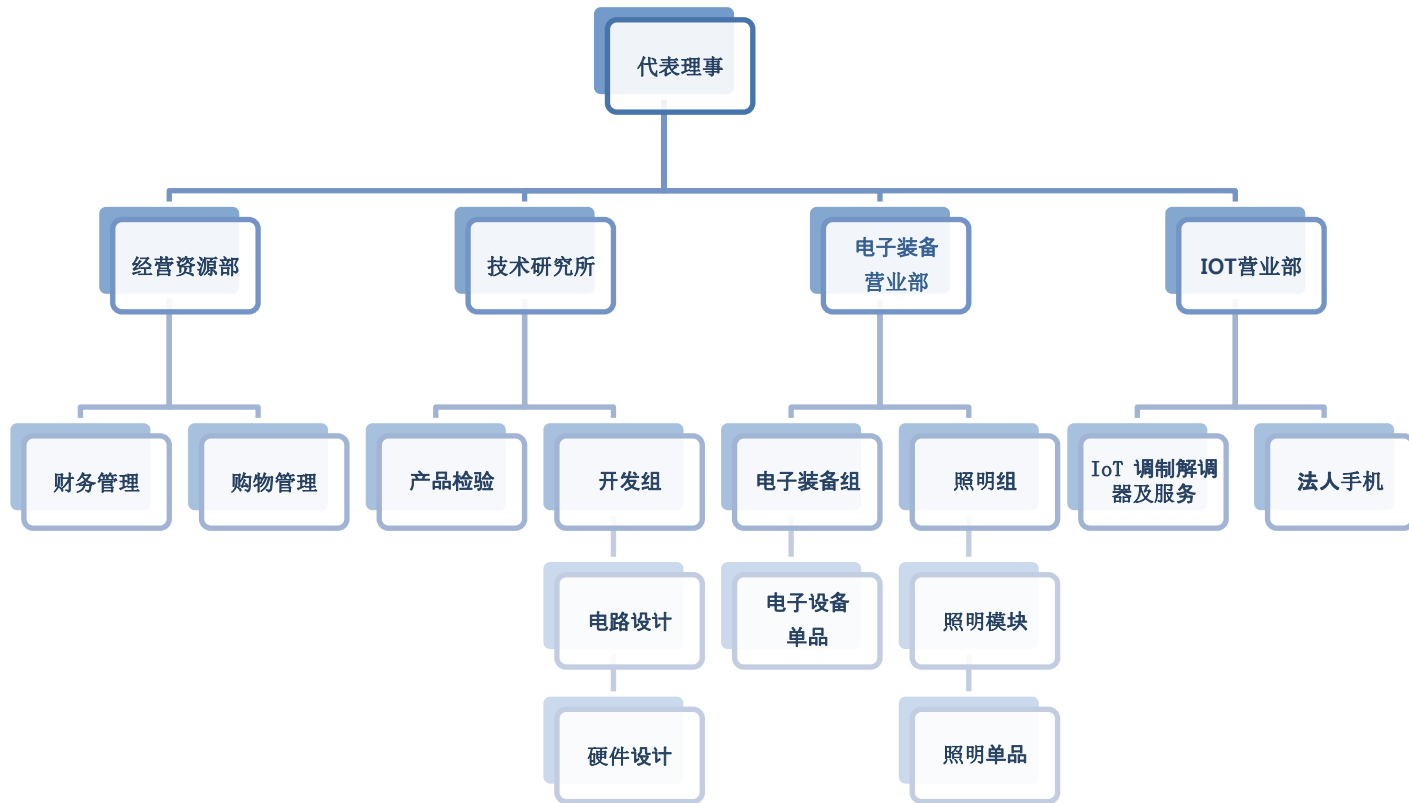 代表理事
经营资源部
技术研究所
电子装备
营业部
IOT营业部
财务管理
购物管理
产品检验
开发组
电子装备组
照明组
IoT 调制解调
器及服务
法人手机
电路设计
电子设备
单品
照明模块
硬件设计
照明单品